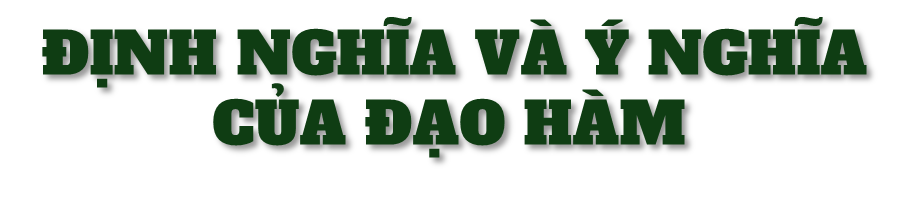 ĐỊNH NGHĨA VÀ Ý NGHĨA
CỦA ĐẠO HÀM